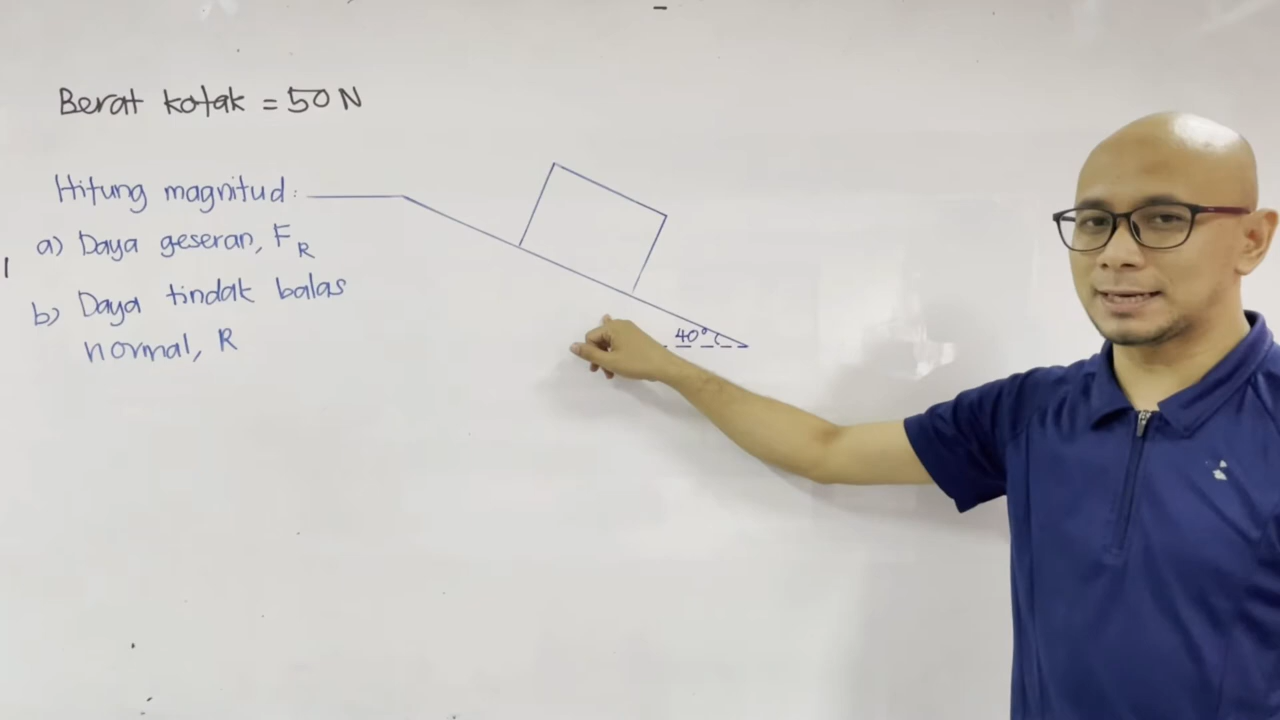 Berat kotak = 50 N
Hitung magnitud:
a) Daya geseran, F_R
b) Daya tindak balas
normal, R
40°